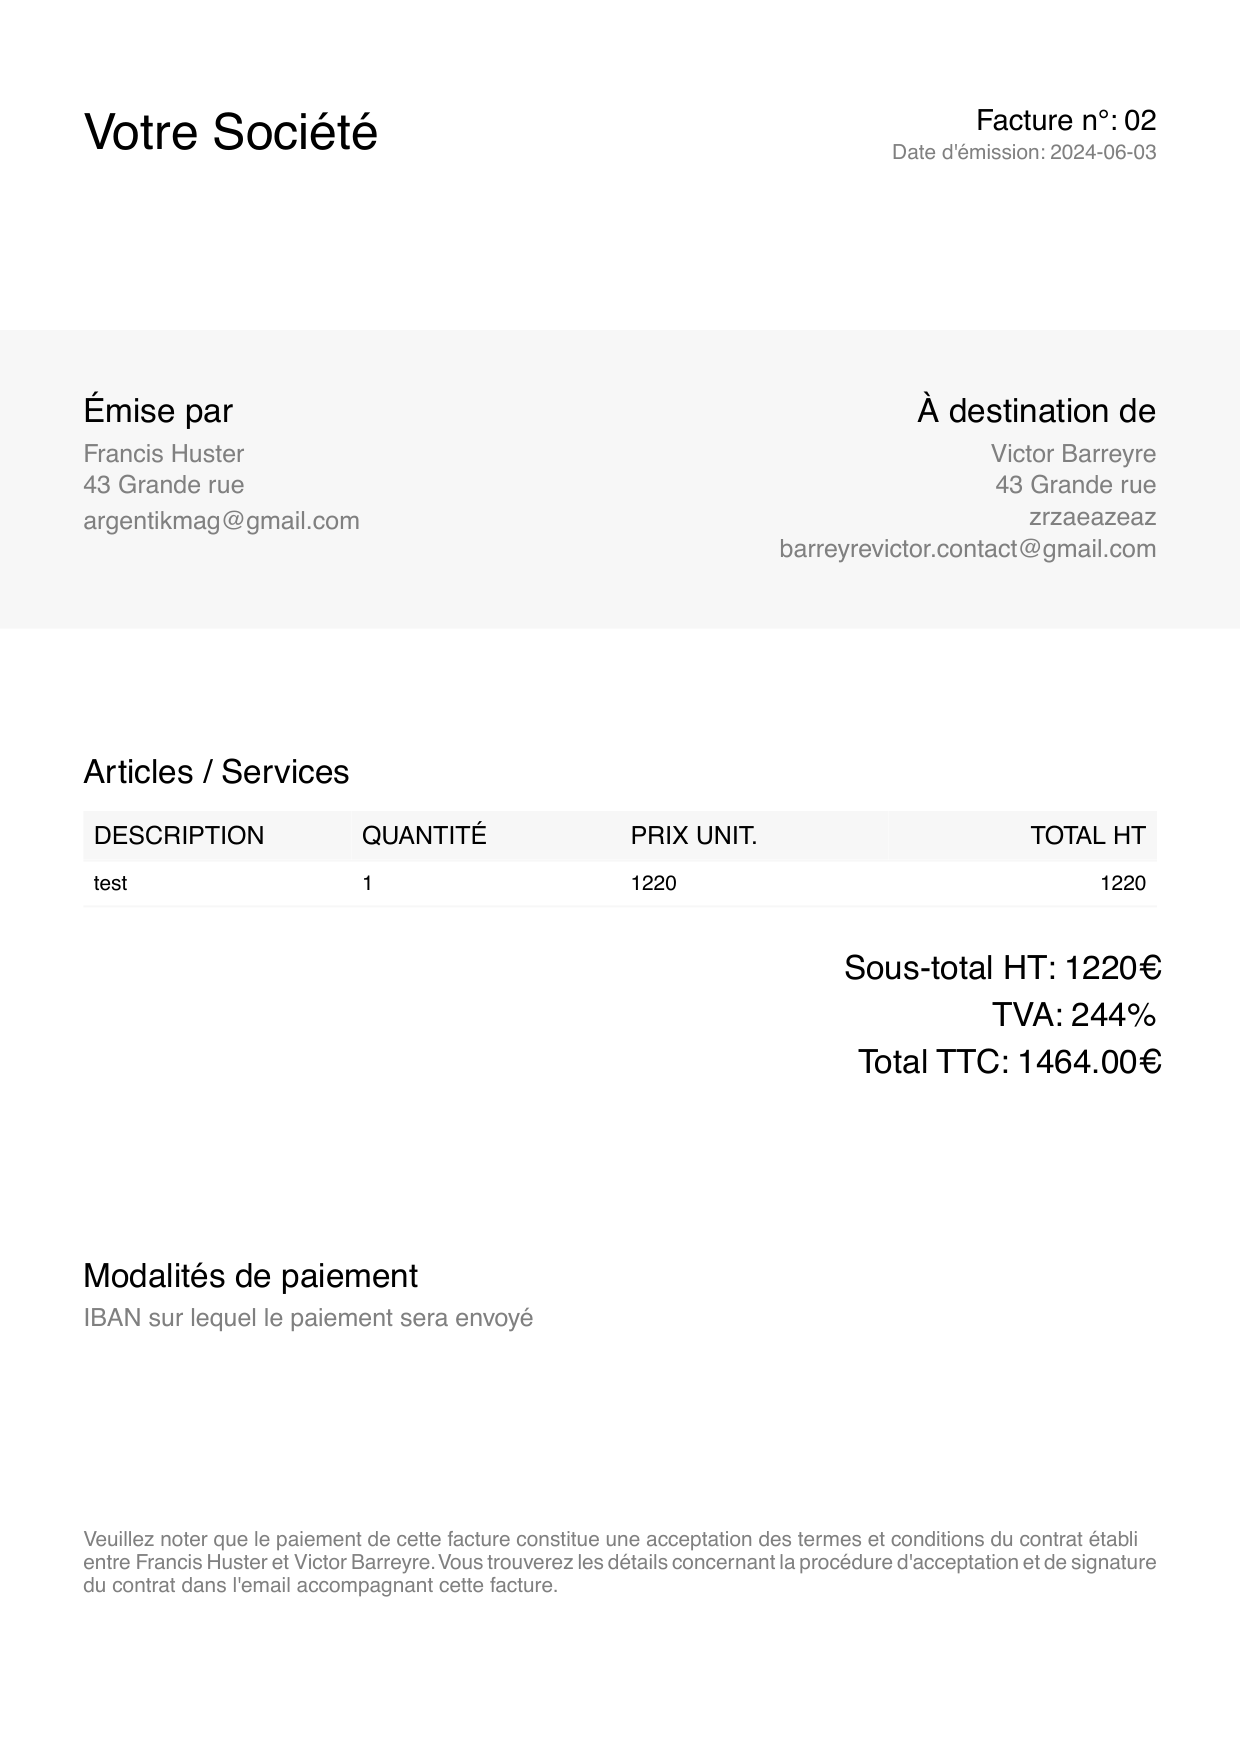 Votre Société
Facture n°: 02
Date d'émission: 2024-06-03
Émise par
Francis Huster
43 Grande rue
argentikmag@gmail.com
À destination de
Victor Barreyre
43 Grande rue
zrzaeazeaz
barreyrevictor.contact@gmail.com
Articles / Services
DESCRIPTION QUANTITÉ PRIX UNIT. TOTAL HT
test 1 1220 1220
Sous-total HT: 1220€
TVA: 244%
Total TTC: 1464.00€
Modalités de paiement
IBAN sur lequel le paiement sera envoyé
Veuillez noter que le paiement de cette facture constitue une acceptation des termes et conditions du contrat établi
entre Francis Huster et Victor Barreyre. Vous trouverez les détails concernant la procédure d'acceptation et de signature
du contrat dans l'email accompagnant cette facture.